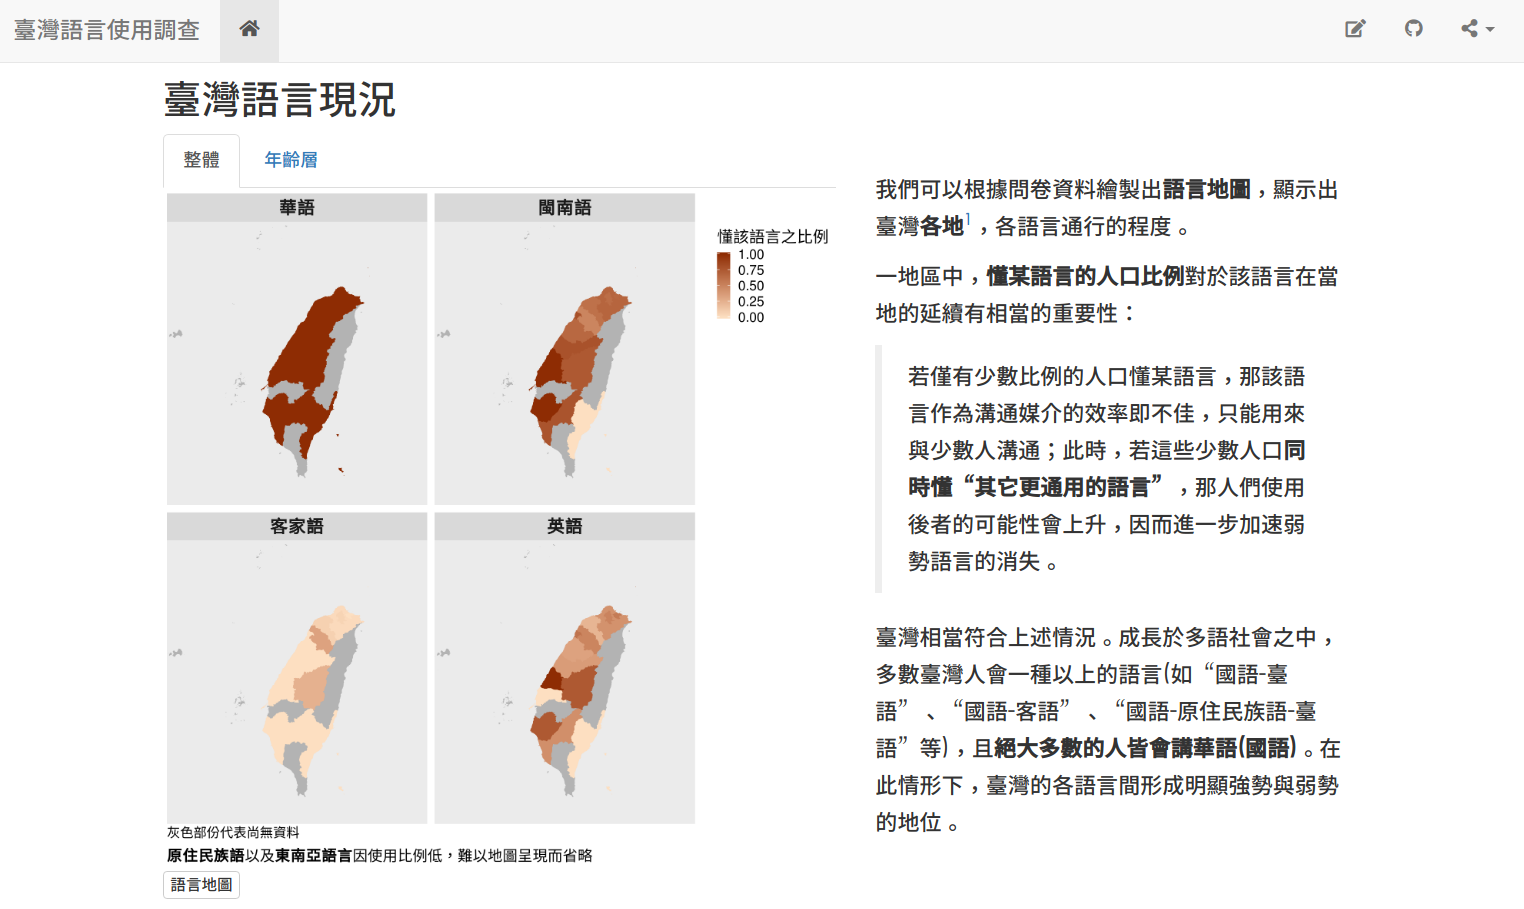 臺灣語言使用調查
臺灣語言現況
整體
年齡層
華語
閩南語
懂該語言之比例
1.00
0.75
0.50
0.25
0.00
客家語
英語
灰色部份代表尚無資料
原住民族語以及東南亞語言因使用比例低，難以地圖呈現而省略
語言地圖
我們可以根據問卷資料繪製出語言地圖，顯示出
臺灣各地1，各語言通行的程度。
一地區中，懂某語言的人口比例對於該語言在當
地的延續有相當的重要性：
若僅有少數比例的人口懂某語言，那該語
言作為溝通媒介的效率即不佳，只能用來
與少數人溝通；此時，若這些少數人口同
時懂“其它更通用的語言”，那人們使用
後者的可能性會上升，因而進一步加速弱
勢語言的消失。
臺灣相當符合上述情況。成長於多語社會之中，
多數臺灣人會一種以上的語言(如“國語-臺
語”、“國語-客語”、“國語-原住民族語-臺
語”等)，且絕大多數的人皆會講華語(國語)。在
此情形下，臺灣的各語言間形成明顯強勢與弱勢
的地位。